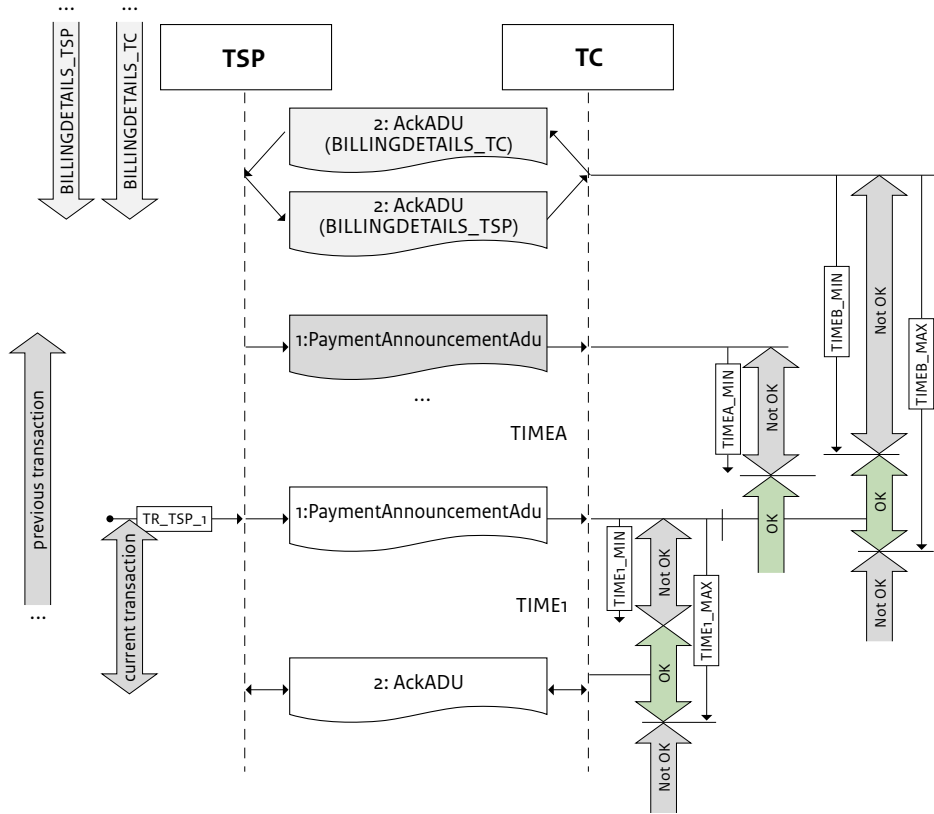 ...
...
BILLINGDETAILS_TSP
BILLINGDETAILS_TC
TSP
TC
2: AckADU
(BILLINGDETAILS_TC)
2: AckADU
(BILLINGDETAILS_TSP)
TIMEB_MIN
Not OK
TIMEB_MAX
1:PaymentAnnouncementAdu
...
TIMEA_MIN
Not OK
TIMEA
previous transaction
...
TR_TSP_1
1:PaymentAnnouncementAdu
OK
OK
current transaction
TIME1
TIME1_MIN
Not OK
TIME1_MAX
Not OK
2: AckADU
OK
Not OK